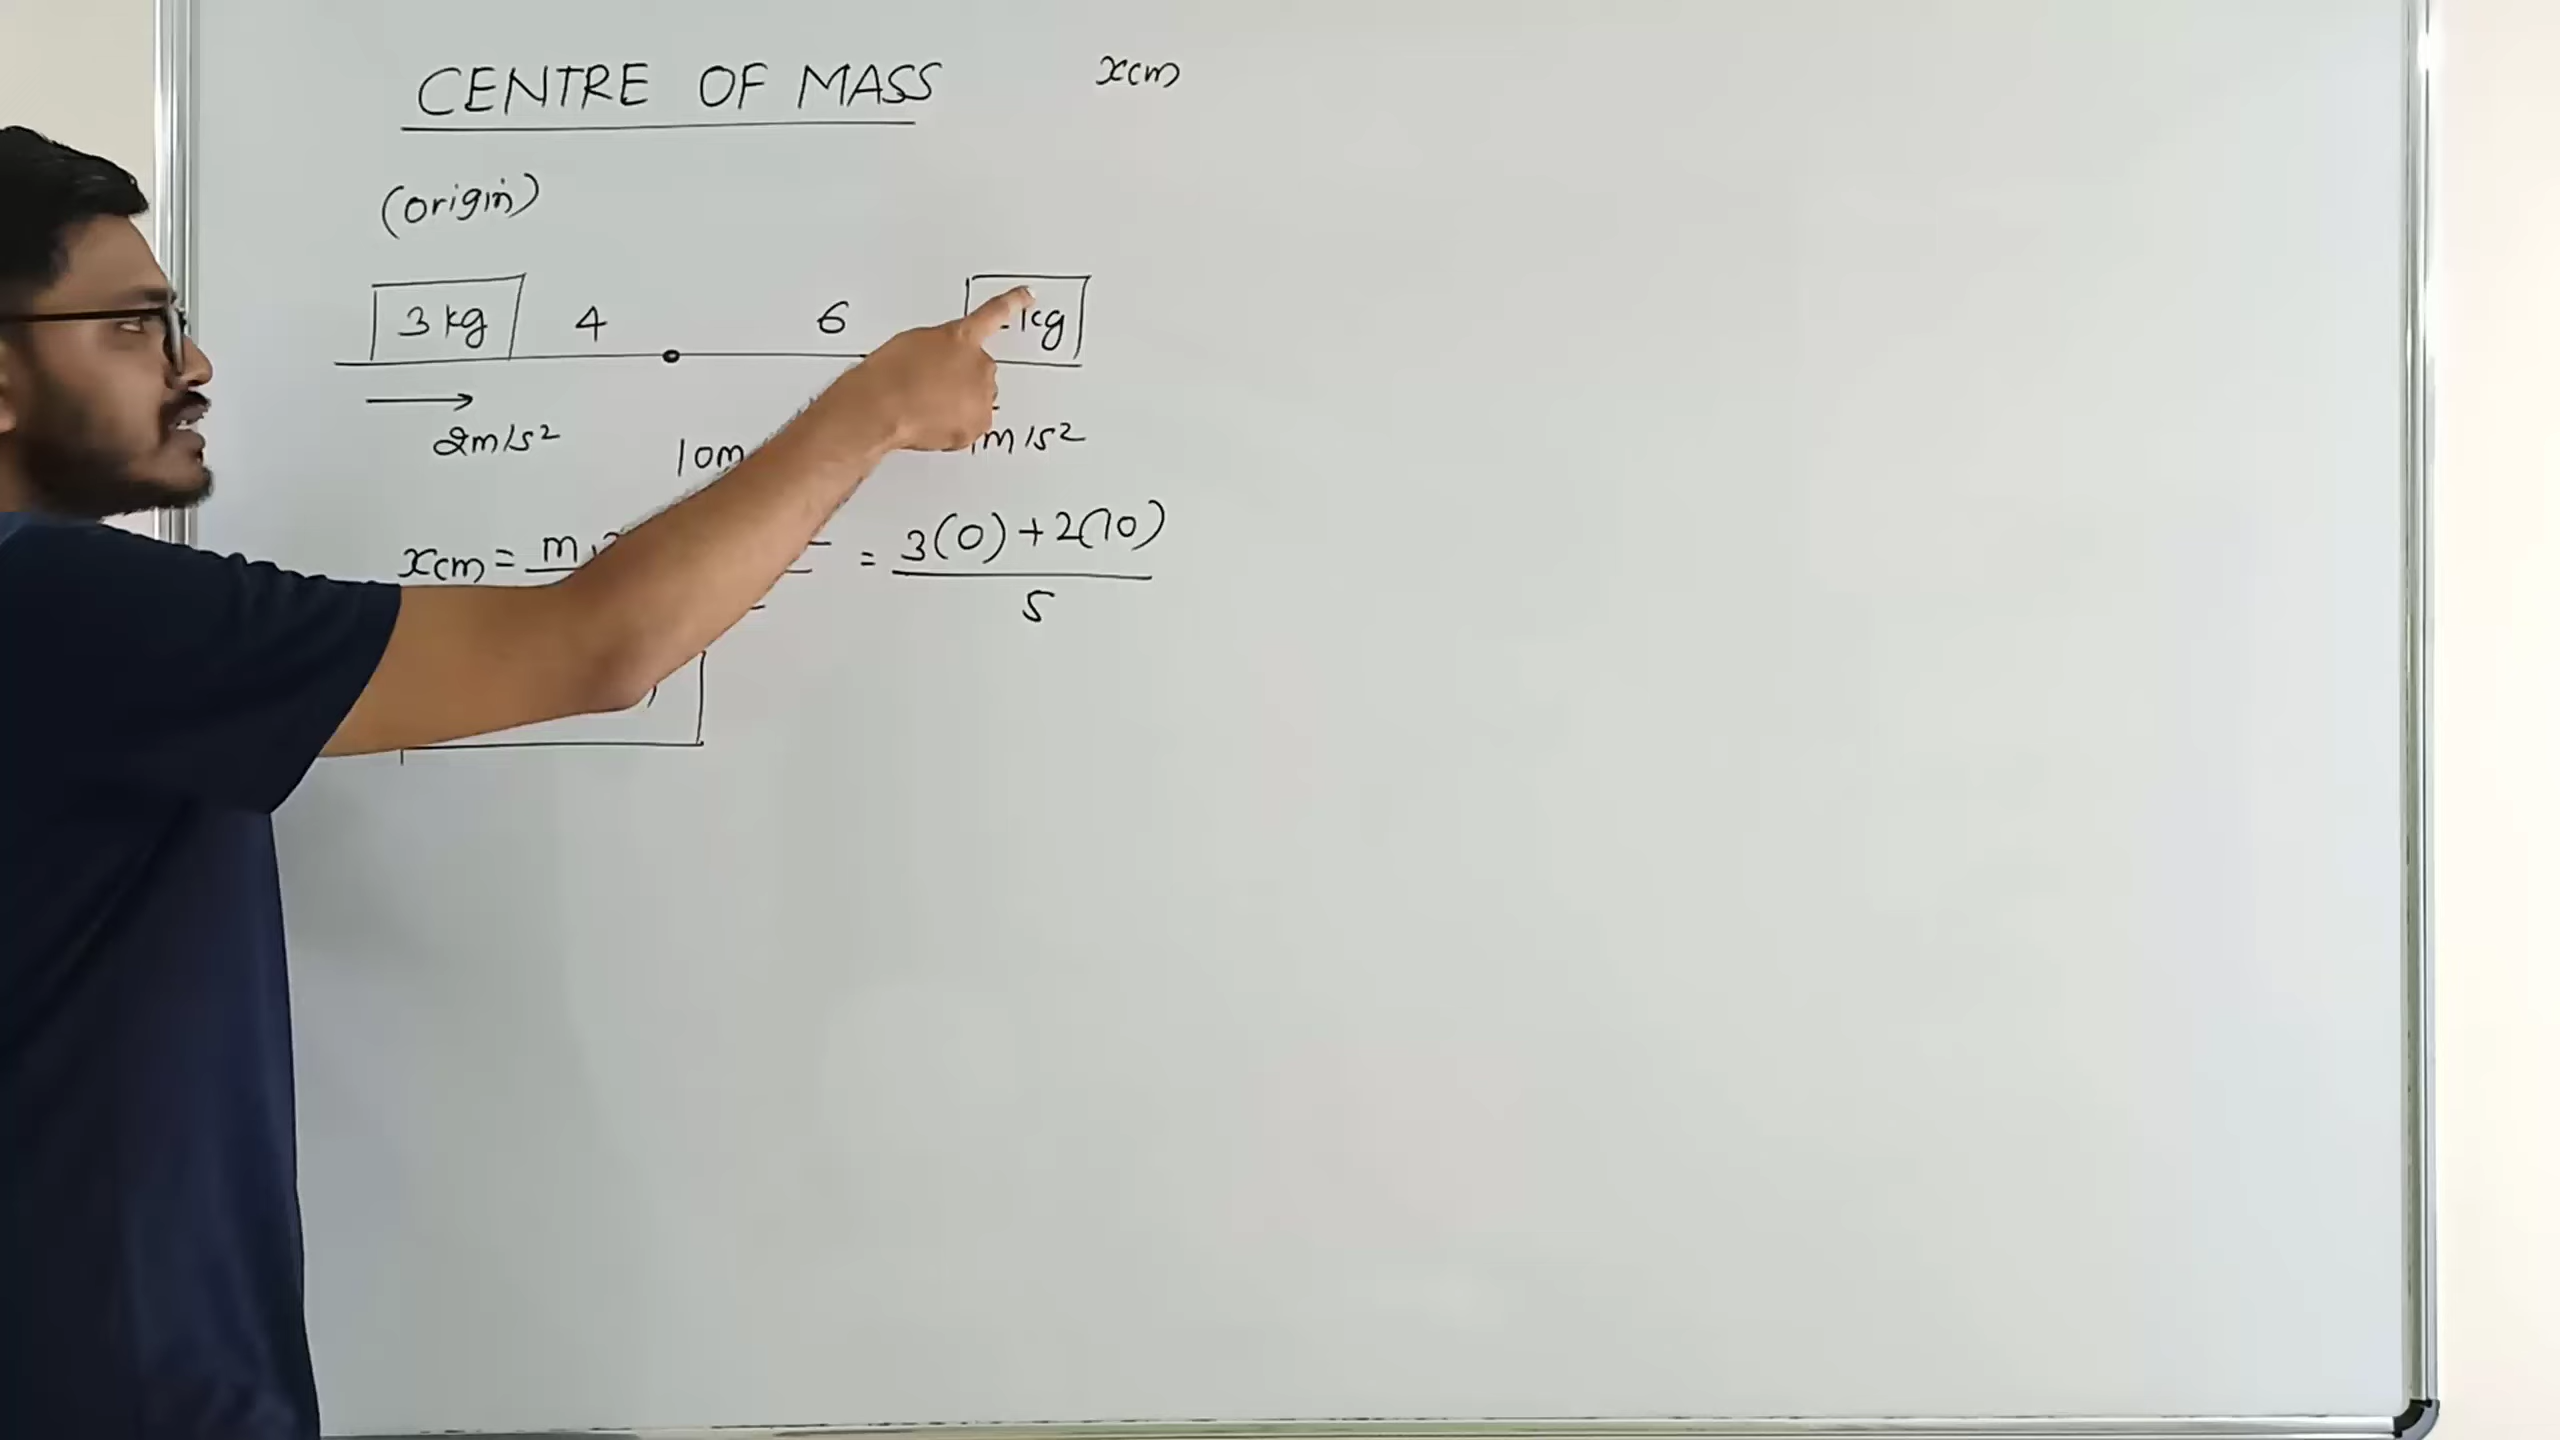 CENTRE OF MASS xcm
(origin)
3 kg 4 6 kg
2m/s² 10m m/s²
xcm = m = 3(0) + 2(10)
5